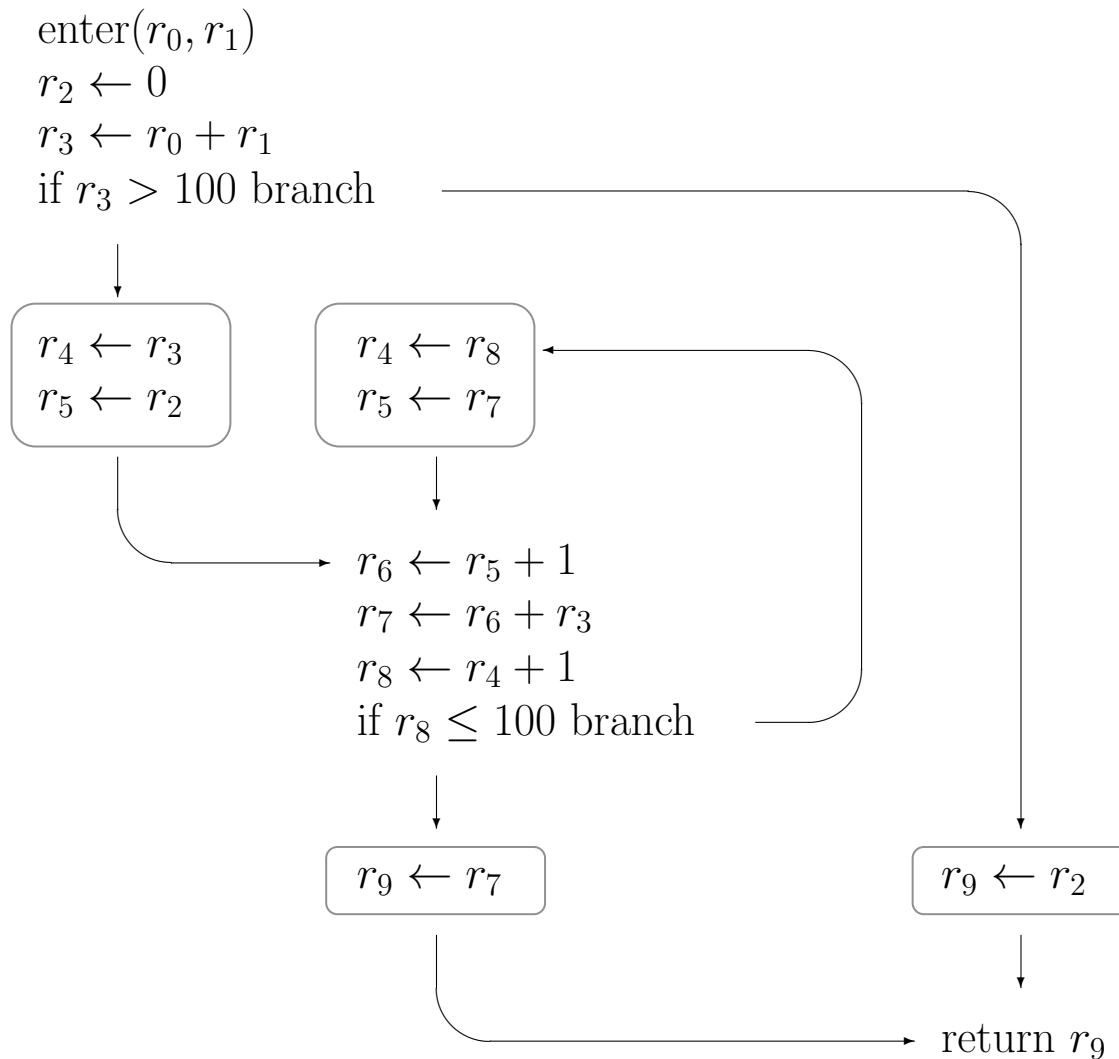 enter(r₀, r₁)
r₂ ← 0
r₃ ← r₀ + r₁
if r₃ > 100 branch
r₄ ← r₃
r₅ ← r₂
r₄ ← r₈
r₅ ← r₇
r₆ ← r₅ + 1
r₇ ← r₆ + r₃
r₈ ← r₄ + 1
if r₈ ≤ 100 branch
r₉ ← r₇
r₉ ← r₂
return r₉